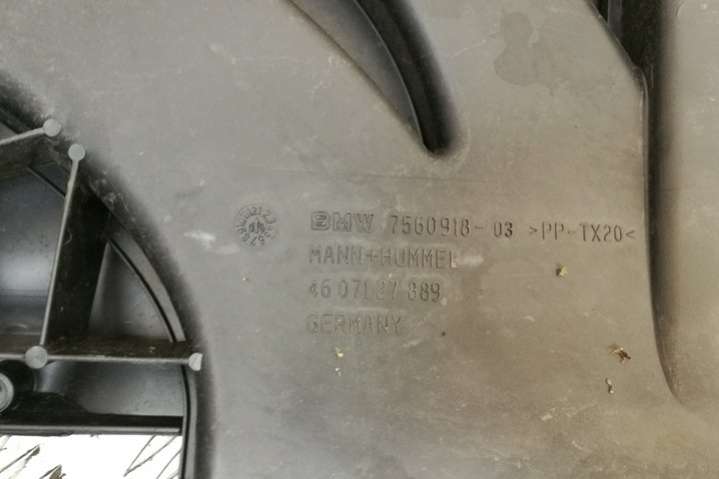 BMW 7560918-03 >PP-TX20<
MANN+HUMMEL
46 071 27 889
GERMANY